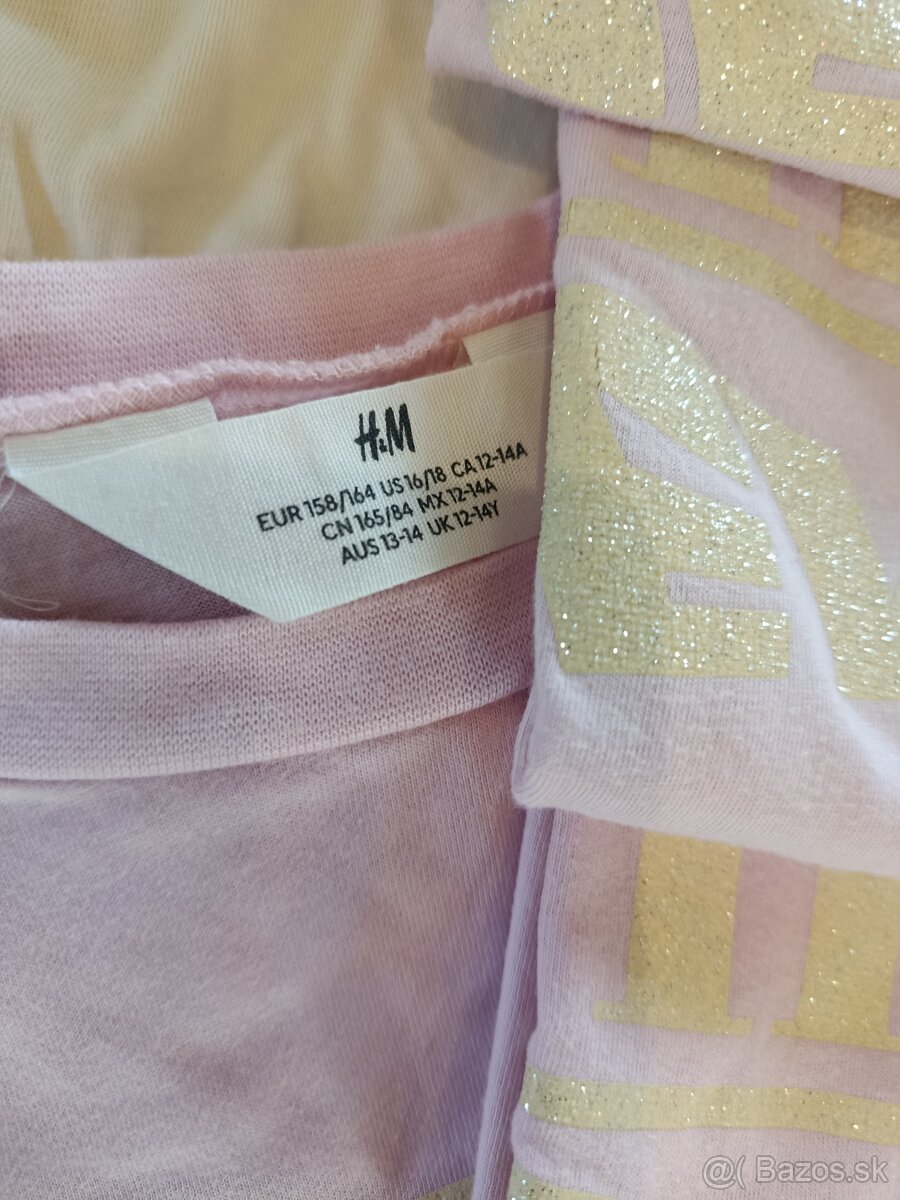 H&M
EUR 158/164 US 16/18 CA 12-14A
CN 165/84 MX 12-14A
AUS 13-14 UK 12-14Y
@( Bazos.sk